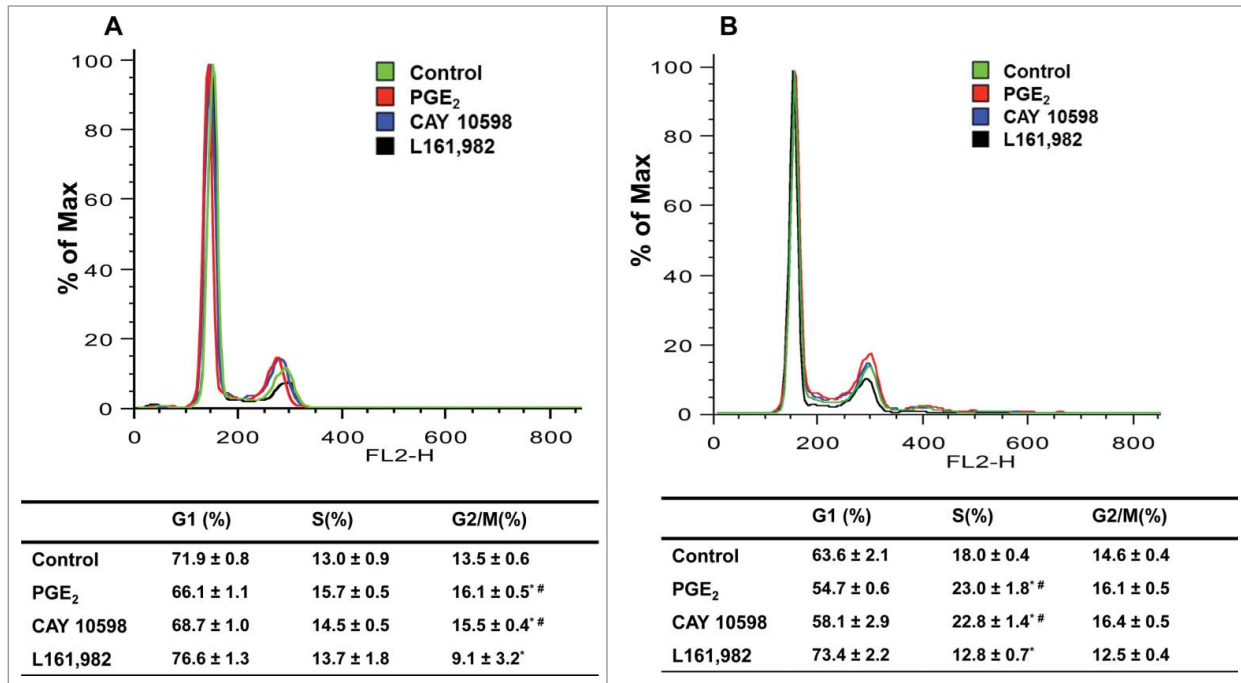 A
Control
PGE₂
CAY 10598
L161,982
% of Max
100
80
60
40
20
0
0 200 400 600 800
FL2-H
G1 (%) S(%) G2/M(%)
Control 71.9 ± 0.8 13.0 ± 0.9 13.5 ± 0.6
PGE₂ 66.1 ± 1.1 15.7 ± 0.5 16.1 ± 0.5* #
CAY 10598 68.7 ± 1.0 14.5 ± 0.5 15.5 ± 0.4* #
L161,982 76.6 ± 1.3 13.7 ± 1.8 9.1 ± 3.2*
B
Control
PGE₂
CAY 10598
L161,982
% of Max
100
80
60
40
20
0
0 200 400 600 800
FL2-H
G1 (%) S(%) G2/M(%)
Control 63.6 ± 2.1 18.0 ± 0.4 14.6 ± 0.4
PGE₂ 54.7 ± 0.6 23.0 ± 1.8* # 16.1 ± 0.5
CAY 10598 58.1 ± 2.9 22.8 ± 1.4* # 16.4 ± 0.5
L161,982 73.4 ± 2.2 12.8 ± 0.7* 12.5 ± 0.4